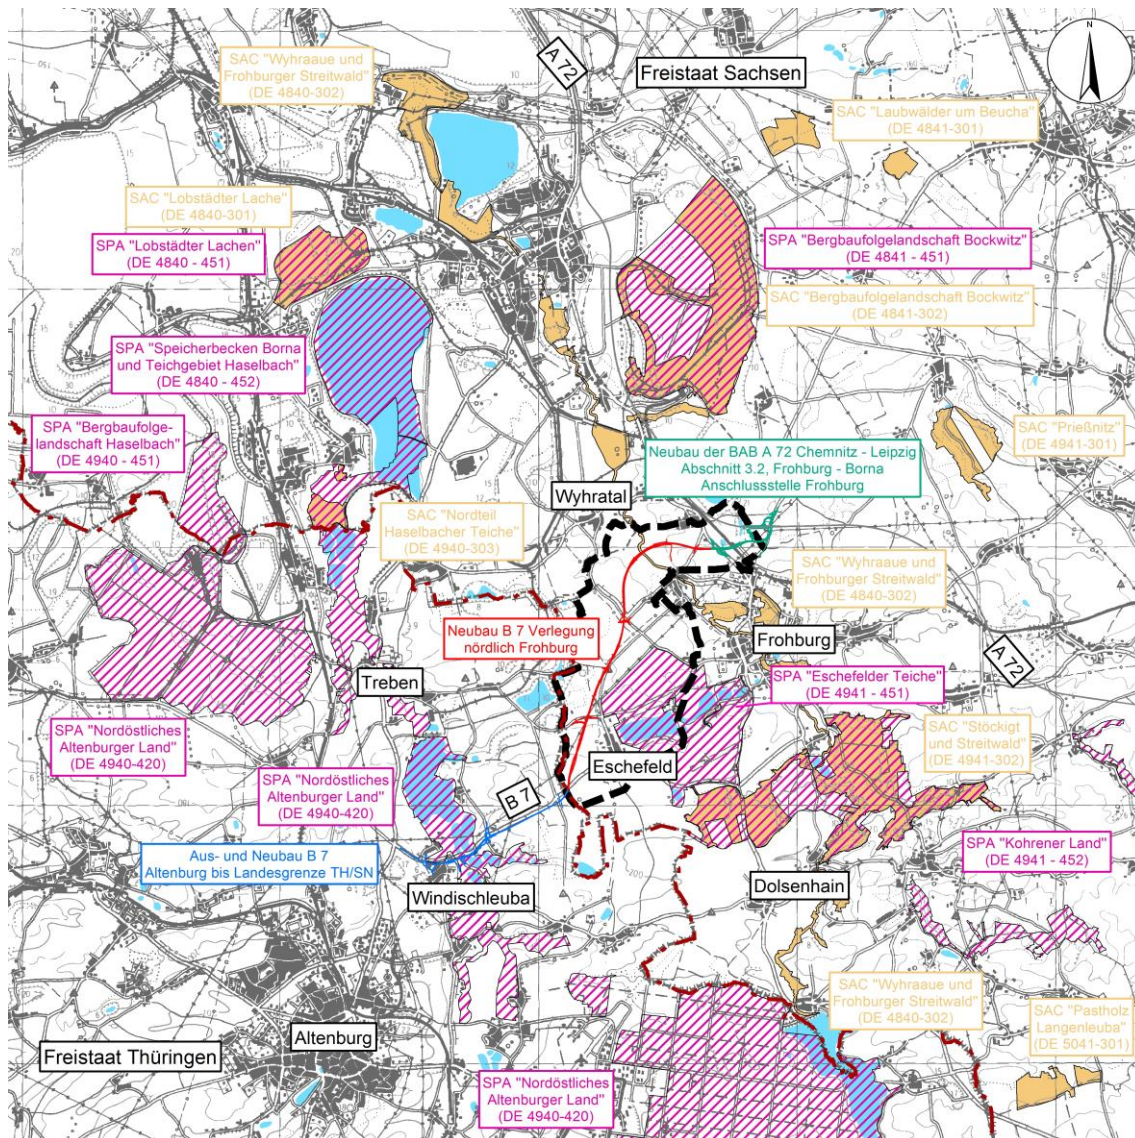 SAC "Wyhraaue und
Frohburger Streitwald"
(DE 4840-302)
A 72
Freistaat Sachsen
N
SAC "Laubwälder um Beucha"
(DE 4841-301)
SAC "Lobstädter Lache"
(DE 4840-301)
SPA "Lobstädter Lachen"
(DE 4840 - 451)
SPA "Bergbaufolgelandschaft Bockwitz"
(DE 4841 - 451)
SAC "Bergbaufolgelandschaft Bockwitz"
(DE 4841-302)
SPA "Speicherbecken Borna
und Teichgebiet Haselbach"
(DE 4840 - 452)
SPA "Bergbaufolge-
landschaft Haselbach"
(DE 4940 - 451)
SAC "Prießnitz"
(DE 4941-301)
Neubau der BAB A 72 Chemnitz - Leipzig
Abschnitt 3.2, Frohburg - Borna
Anschlussstelle Frohburg
Wyhratal
SAC "Nordteil
Haselbacher Teiche"
(DE 4940-303)
SAC "Wyhraaue und
Frohburger Streitwald"
(DE 4840-302)
Neubau B 7 Verlegung
nördlich Frohburg
Frohburg
A 72
Treben
SPA "Eschefelder Teiche"
(DE 4941 - 451)
SPA "Nordöstliches
Altenburger Land"
(DE 4940-420)
SAC "Stöckigt
und Streitwald"
(DE 4941-302)
Eschefeld
SPA "Nordöstliches
Altenburger Land"
(DE 4940-420)
B 7
SPA "Kohrener Land"
(DE 4941 - 452)
Aus- und Neubau B 7
Altenburg bis Landesgrenze TH/SN
Windischleuba
Dolsenhain
SAC "Wyhraaue und
Frohburger Streitwald"
(DE 4840-302)
SAC "Pastholz
Langenleuba"
(DE 5041-301)
Altenburg
Freistaat Thüringen
SPA "Nordöstliches
Altenburger Land"
(DE 4940-420)